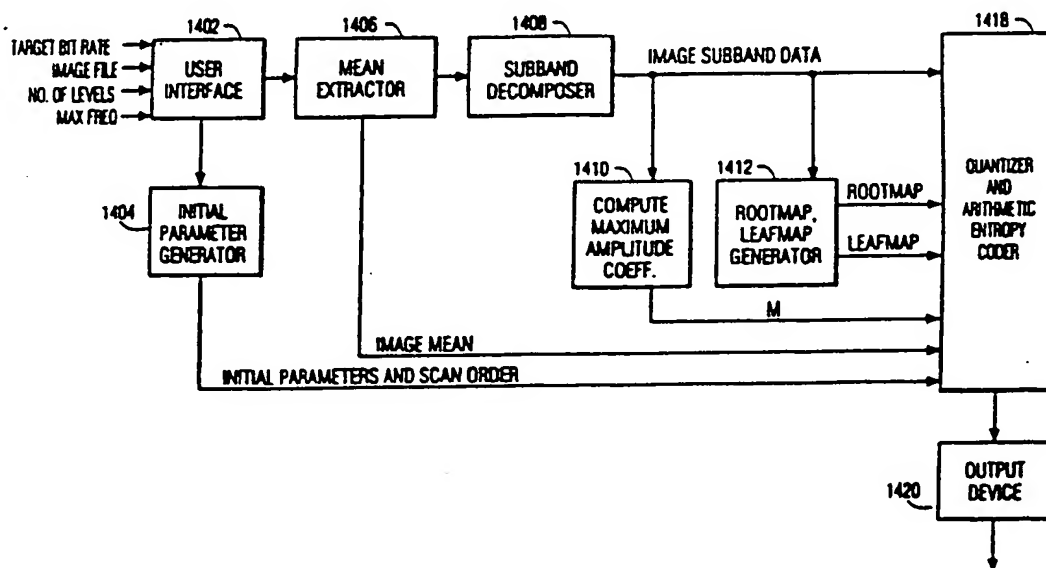 1402
1406
1408
1418
TARGET BIT RATE
IMAGE FILE
NO. OF LEVELS
MAX FREQ
USER
INTERFACE
MEAN
EXTRACTOR
SUBBAND
DECOMPOSER
IMAGE SUBBAND DATA
1404
INITIAL
PARAMETER
GENERATOR
1410
COMPUTE
MAXIMUM
AMPLITUDE
COEFF.
1412
ROOTMAP,
LEAFMAP
GENERATOR
ROOTMAP
LEAFMAP
QUANTIZER
AND
ARITHMETIC
ENTROPY
CODER
M
IMAGE MEAN
INITIAL PARAMETERS AND SCAN ORDER
1420
OUTPUT
DEVICE